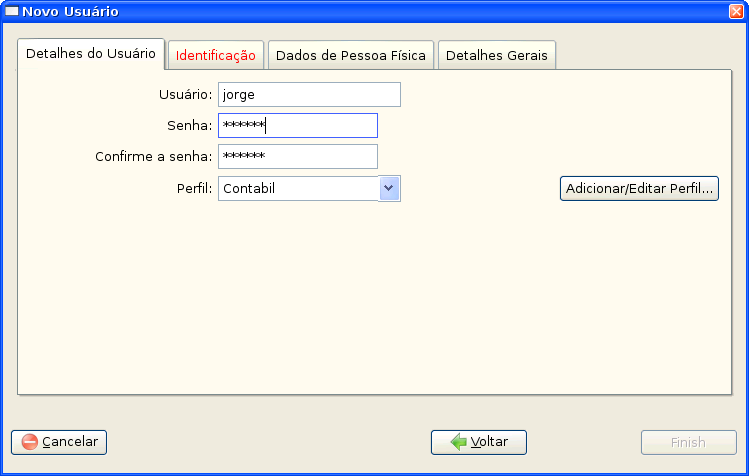 Novo Usuário
Detalhes do Usuário Identificação Dados de Pessoa Física Detalhes Gerais
Usuário: jorge
Senha: ******
Confirme a senha: ******
Perfil: Contabil Adicionar/Editar Perfil...
Cancelar Voltar Finish